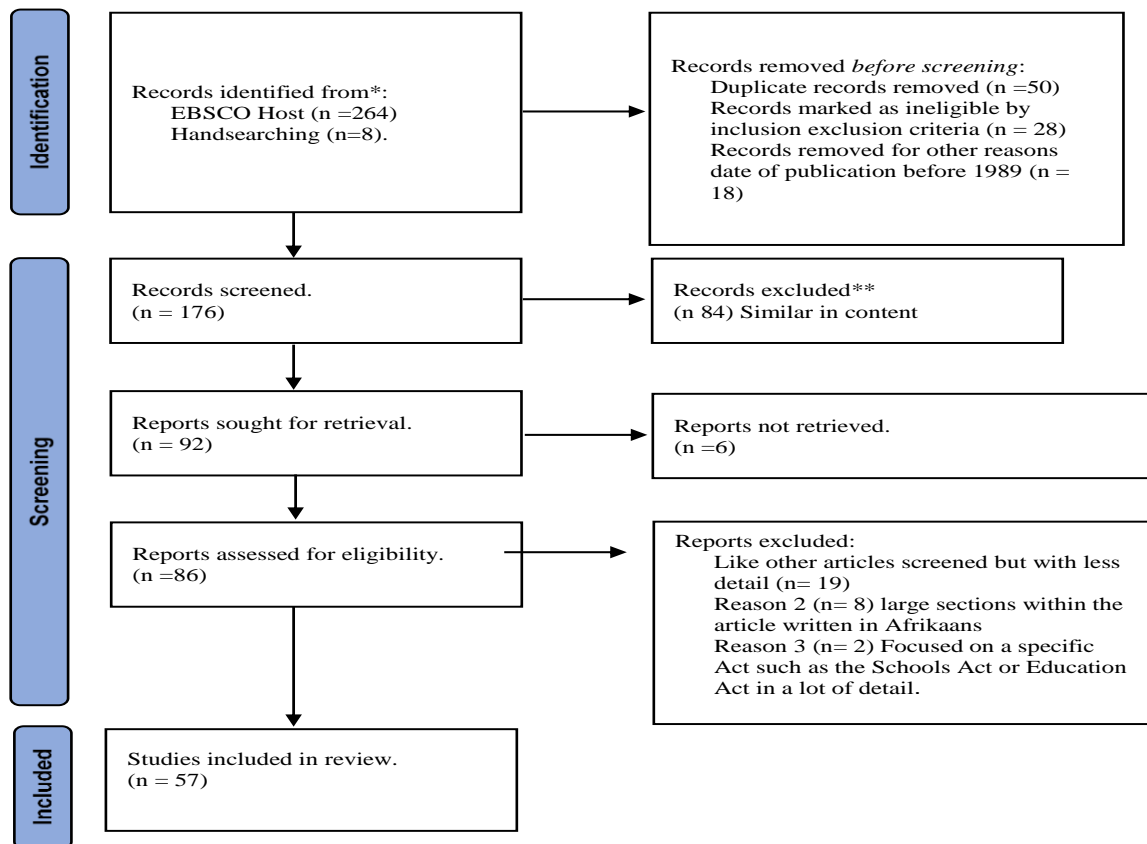 Identification
Records identified from*:
EBSCO Host (n =264)
Handsearching (n=8).
Records removed before screening:
Duplicate records removed (n =50)
Records marked as ineligible by
inclusion exclusion criteria (n = 28)
Records removed for other reasons
date of publication before 1989 (n =
18)
Screening
Records screened.
(n = 176)
Records excluded**
(n 84) Similar in content
Reports sought for retrieval.
(n = 92)
Reports not retrieved.
(n =6)
Reports assessed for eligibility.
(n =86)
Reports excluded:
Like other articles screened but with less
detail (n= 19)
Reason 2 (n= 8) large sections within the
article written in Afrikaans
Reason 3 (n= 2) Focused on a specific
Act such as the Schools Act or Education
Act in a lot of detail.
Included
Studies included in review.
(n = 57)